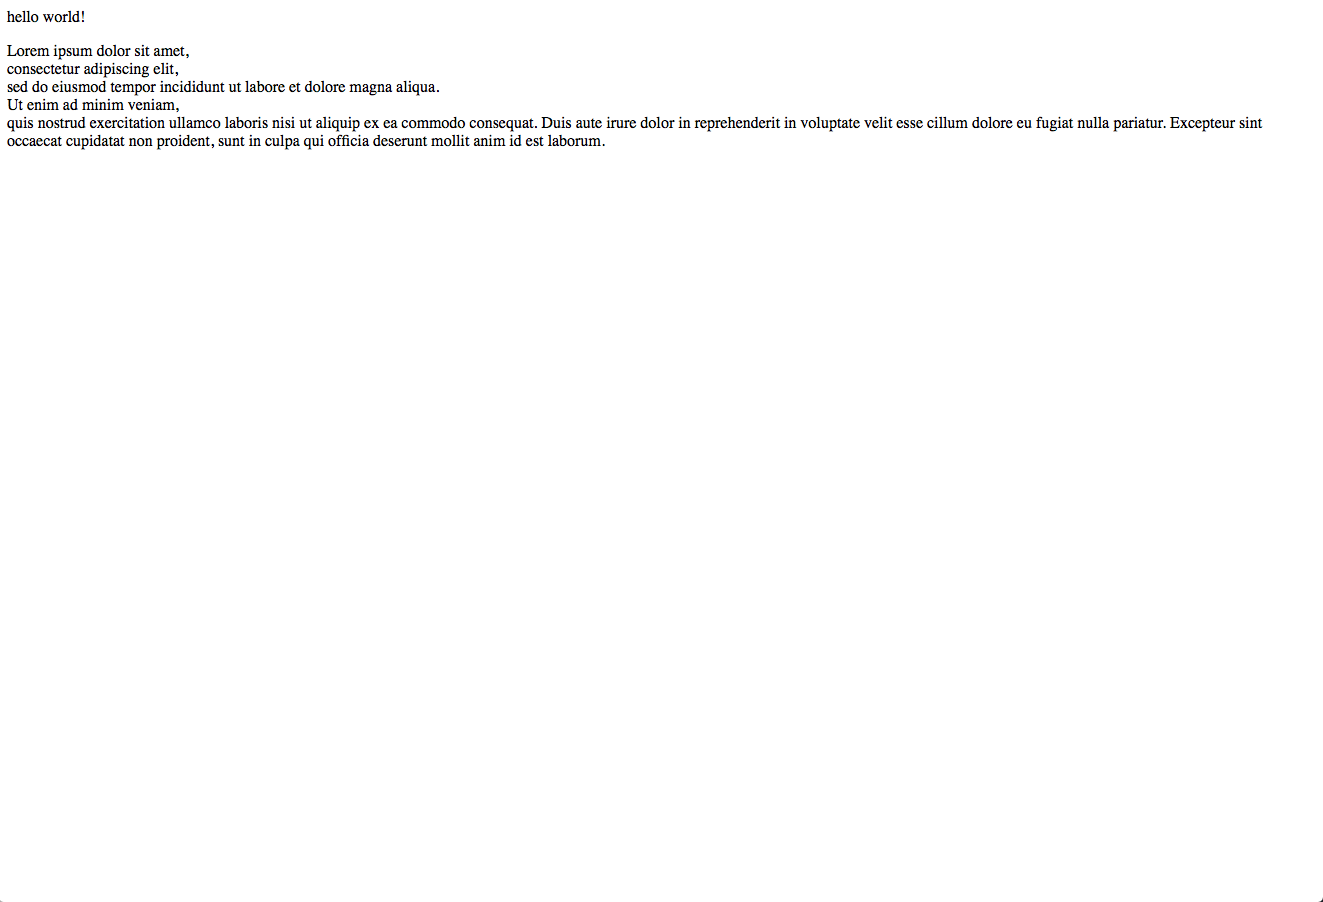 hello world!
Lorem ipsum dolor sit amet,
consectetur adipiscing elit,
sed do eiusmod tempor incididunt ut labore et dolore magna aliqua.
Ut enim ad minim veniam,
quis nostrud exercitation ullamco laboris nisi ut aliquip ex ea commodo consequat. Duis aute irure dolor in reprehenderit in voluptate velit esse cillum dolore eu fugiat nulla pariatur. Excepteur sint
occaecat cupidatat non proident, sunt in culpa qui officia deserunt mollit anim id est laborum.